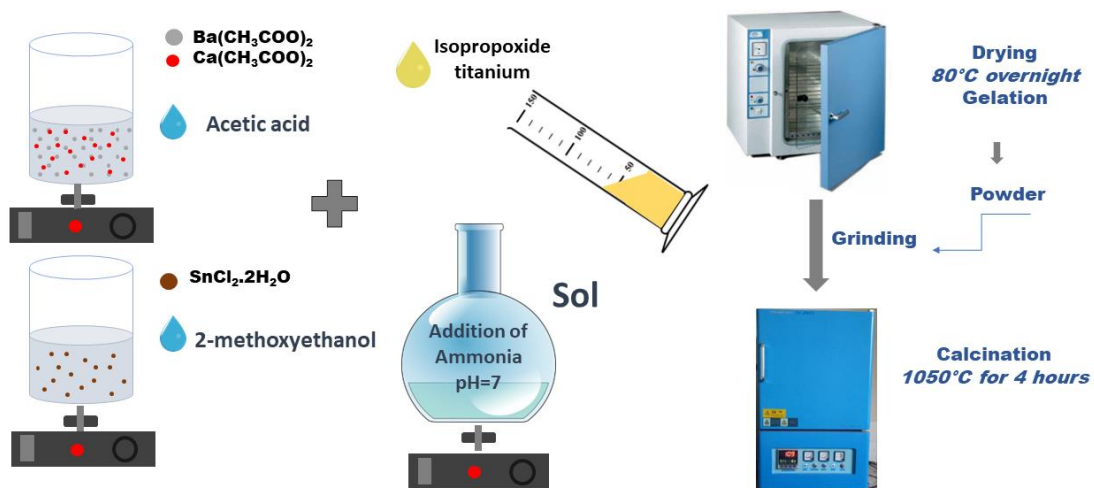 Ba(CH₃COO)₂
Ca(CH₃COO)₂
Acetic acid
SnCl₂.2H₂O
2-methoxyethanol
Isopropoxide
titanium
150
100
50
Sol
Addition of
Ammonia
pH=7
Drying
80°C overnight
Gelation
Powder
Grinding
Calcination
1050°C for 4 hours